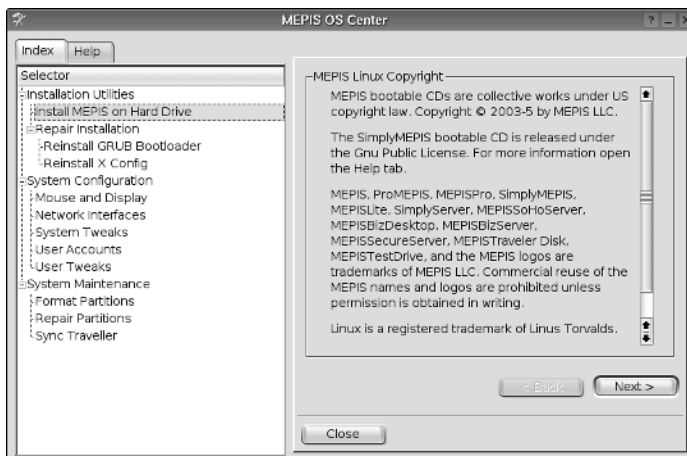 MEPIS OS Center
Index
Help
Selector
Installation Utilities
Install MEPIS on Hard Drive
Repair Installation
Reinstall GRUB Bootloader
Reinstall X Config
System Configuration
Mouse and Display
Network Interfaces
System Tweaks
User Accounts
User Tweaks
System Maintenance
Format Partitions
Repair Partitions
Sync Traveller
MEPIS Linux Copyright
MEPIS bootable CDs are collective works under US
copyright law. Copyright © 2003-5 by MEPIS LLC.
The SimplyMEPIS bootable CD is released under
the Gnu Public License. For more information open
the Help tab.
MEPIS, ProMEPIS, MEPISPro, SimplyMEPIS,
MEPISLite, SimplyServer, MEPISSoHoServer,
MEPISBizDesktop, MEPISBizServer,
MEPISSecureServer, MEPISTraveler Disk,
MEPISTestDrive, and the MEPIS logos are
trademarks of MEPIS LLC. Commercial reuse of the
MEPIS names and logos are prohibited unless
permission is obtained in writing.
Linux is a registered trademark of Linus Torvalds.
< Back
Next >
Close